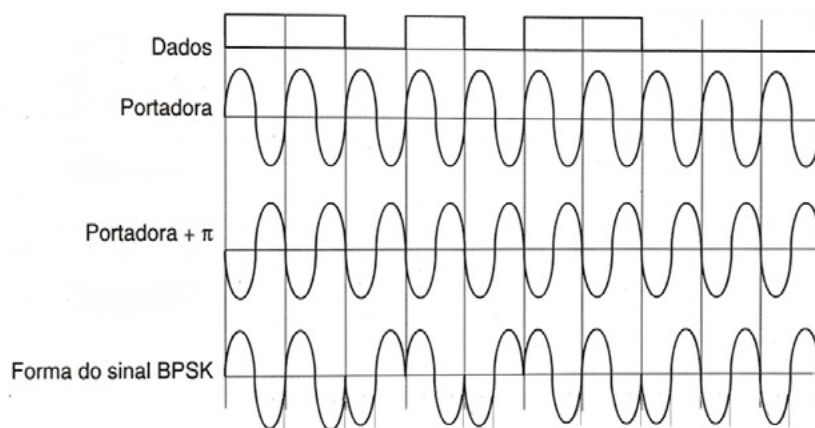 Dados
Portadora
Portadora + π
Forma do sinal BPSK